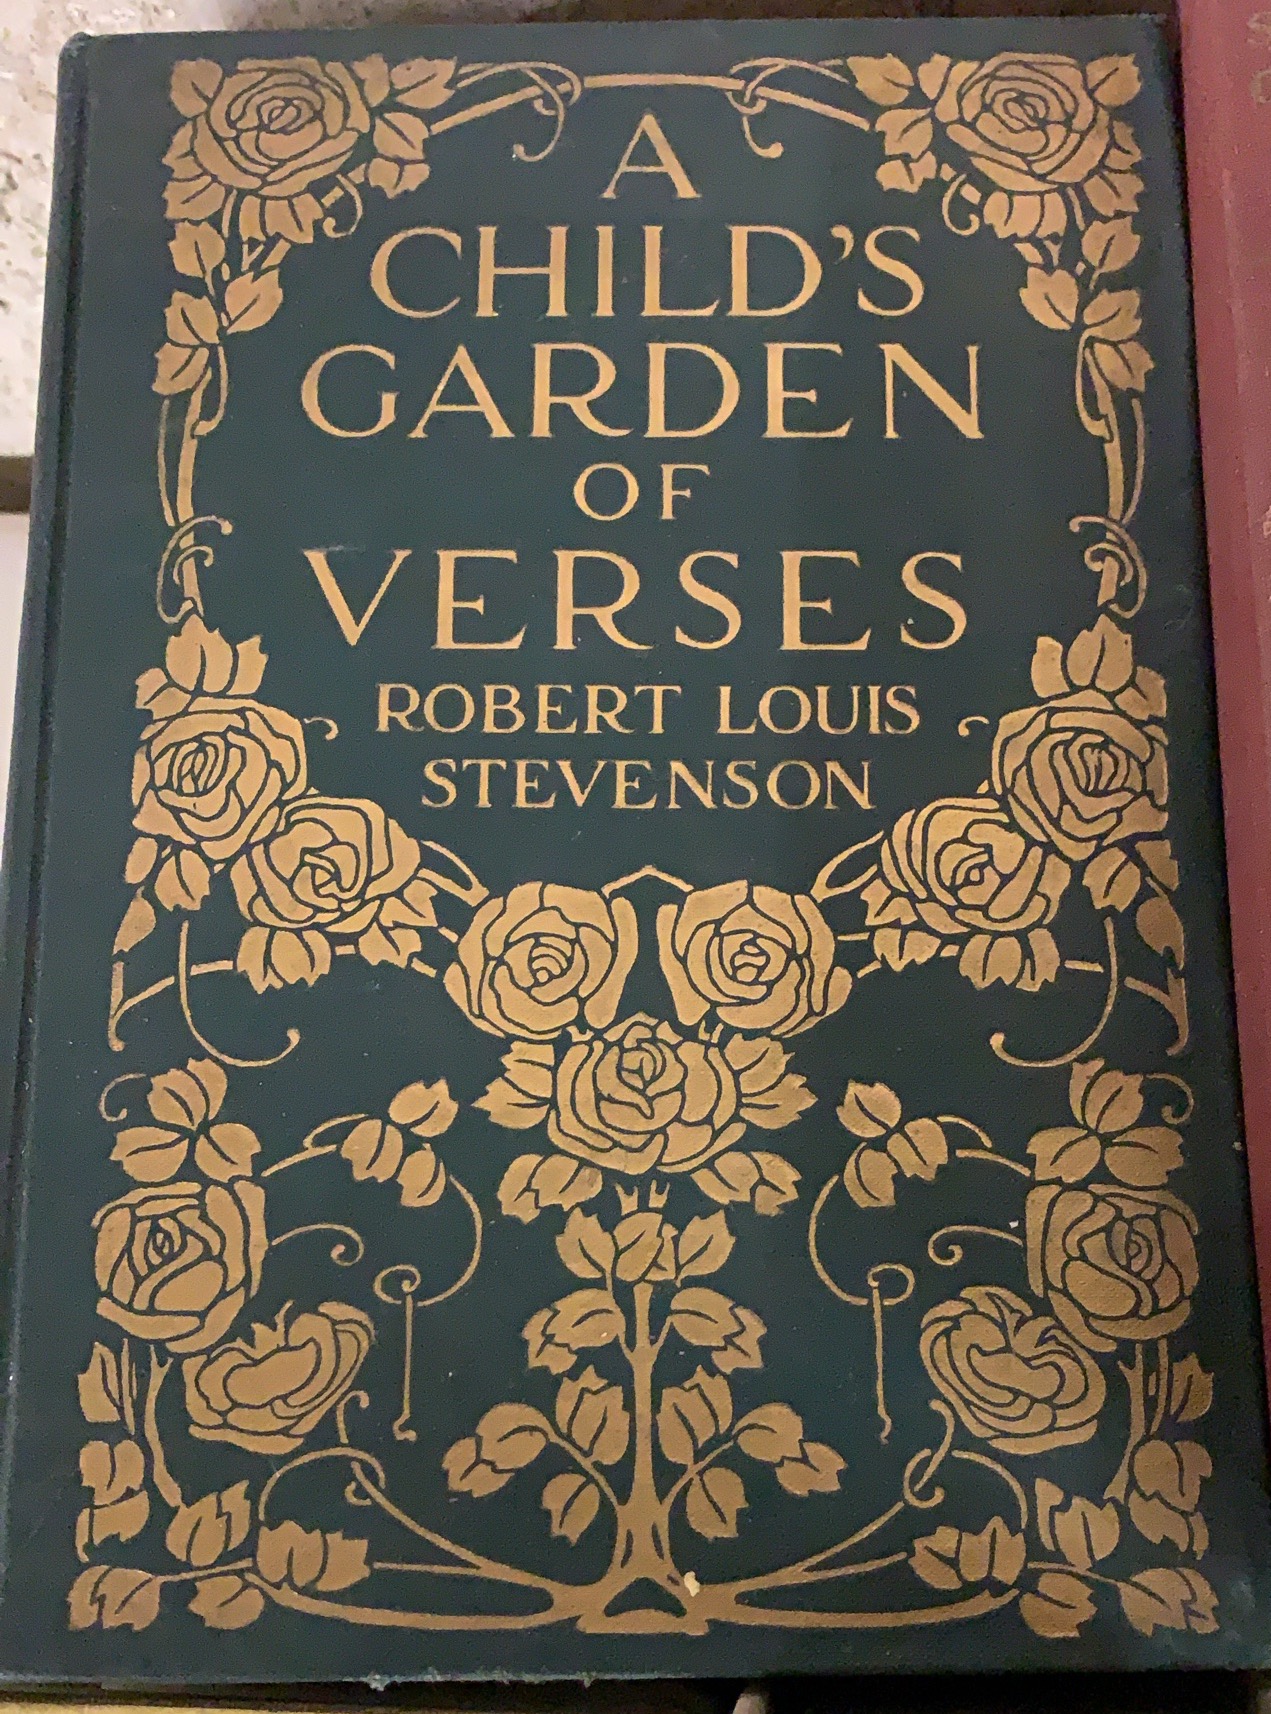 A
CHILD'S
GARDEN
OF
VERSES
ROBERT LOUIS
STEVENSON